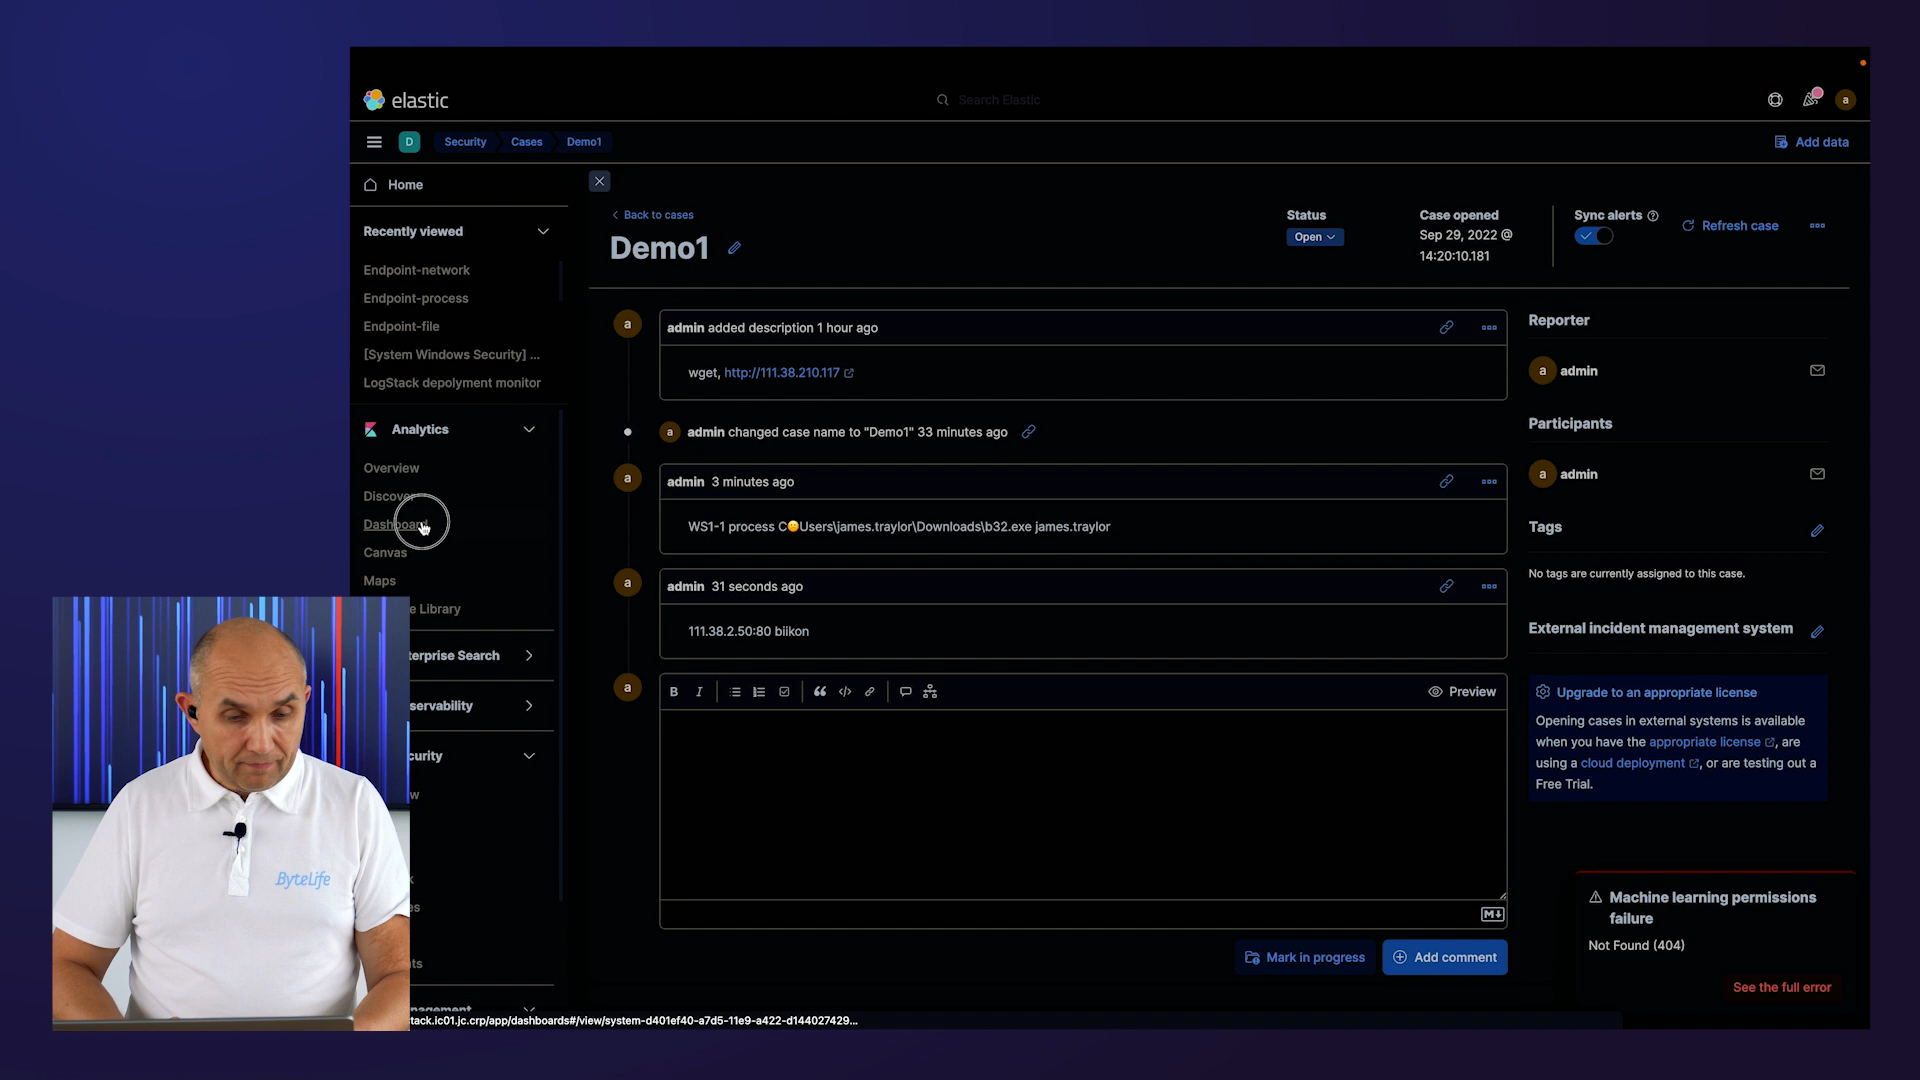 elastic
Search Elastic
a
D
Security
Cases
Demo1
Add data
Home
Recently viewed
Endpoint-network
Endpoint-process
Endpoint-file
[System Windows Security] ...
LogStack depolyment monitor
Analytics
Overview
Discover
Dashboard
Canvas
Maps
e Library
terprise Search
servability
curity
w
k
es
ts
nagement
Back to cases
Demo1
Status
Open
Case opened
Sep 29, 2022 @
14:20:10.181
Sync alerts
Refresh case
a
admin added description 1 hour ago
wget, http://111.38.210.117
a admin changed case name to "Demo1" 33 minutes ago
a
admin 3 minutes ago
WS1-1 process C😕Users\james.traylor\Downloads\b32.exe james.traylor
a
admin 31 seconds ago
111.38.2.50:80 biikon
a
B I
Preview
M
Mark in progress
Add comment
Reporter
a admin
Participants
a admin
Tags
No tags are currently assigned to this case.
External incident management system
Upgrade to an appropriate license
Opening cases in external systems is available
when you have the appropriate license, are
using a cloud deployment, or are testing out a
Free Trial.
Machine learning permissions
failure
Not Found (404)
See the full error
tack.ic01.jc.crp/app/dashboards#/view/system-d401ef40-a7d5-11e9-a422-d144027429...
ByteLife